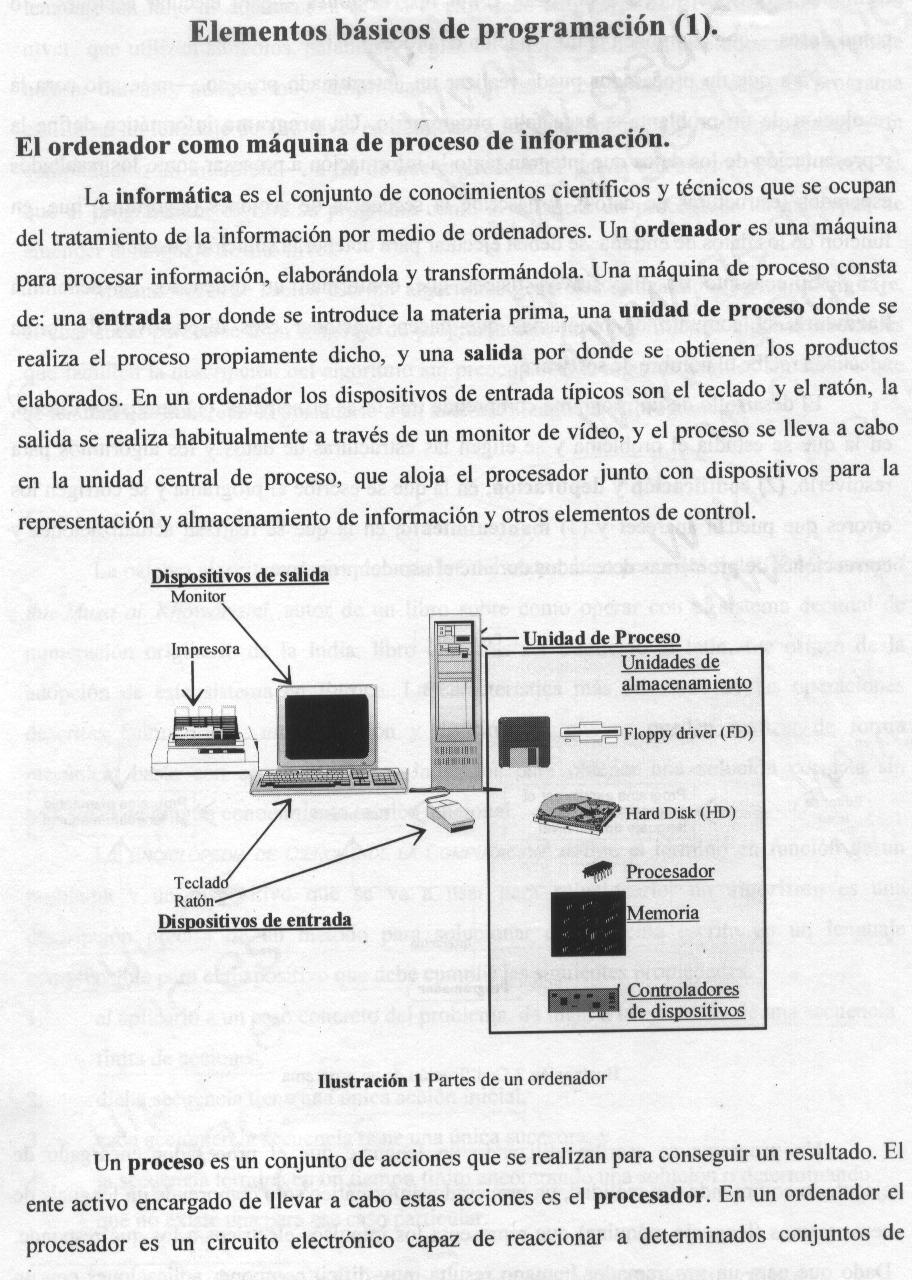 Elementos básicos de programación (1).
El ordenador como máquina de proceso de información.
La informática es el conjunto de conocimientos científicos y técnicos que se ocupan
del tratamiento de la información por medio de ordenadores. Un ordenador es una máquina
para procesar información, elaborándola y transformándola. Una máquina de proceso consta
de: una entrada por donde se introduce la materia prima, una unidad de proceso donde se
realiza el proceso propiamente dicho, y una salida por donde se obtienen los productos
elaborados. En un ordenador los dispositivos de entrada típicos son el teclado y el ratón, la
salida se realiza habitualmente a través de un monitor de vídeo, y el proceso se lleva a cabo
en la unidad central de proceso, que aloja el procesador junto con dispositivos para la
representación y almacenamiento de información y otros elementos de control.
Dispositivos de salida
Monitor
Impresora
Unidad de Proceso
Unidades de
almacenamiento
Floppy driver (FD)
Hard Disk (HD)
Procesador
Memoria
Controladores
de dispositivos
Teclado
Ratón
Dispositivos de entrada
Ilustración 1 Partes de un ordenador
Un proceso es un conjunto de acciones que se realizan para conseguir un resultado. El
ente activo encargado de llevar a cabo estas acciones es el procesador. En un ordenador el
procesador es un circuito electrónico capaz de reaccionar a determinados conjuntos de